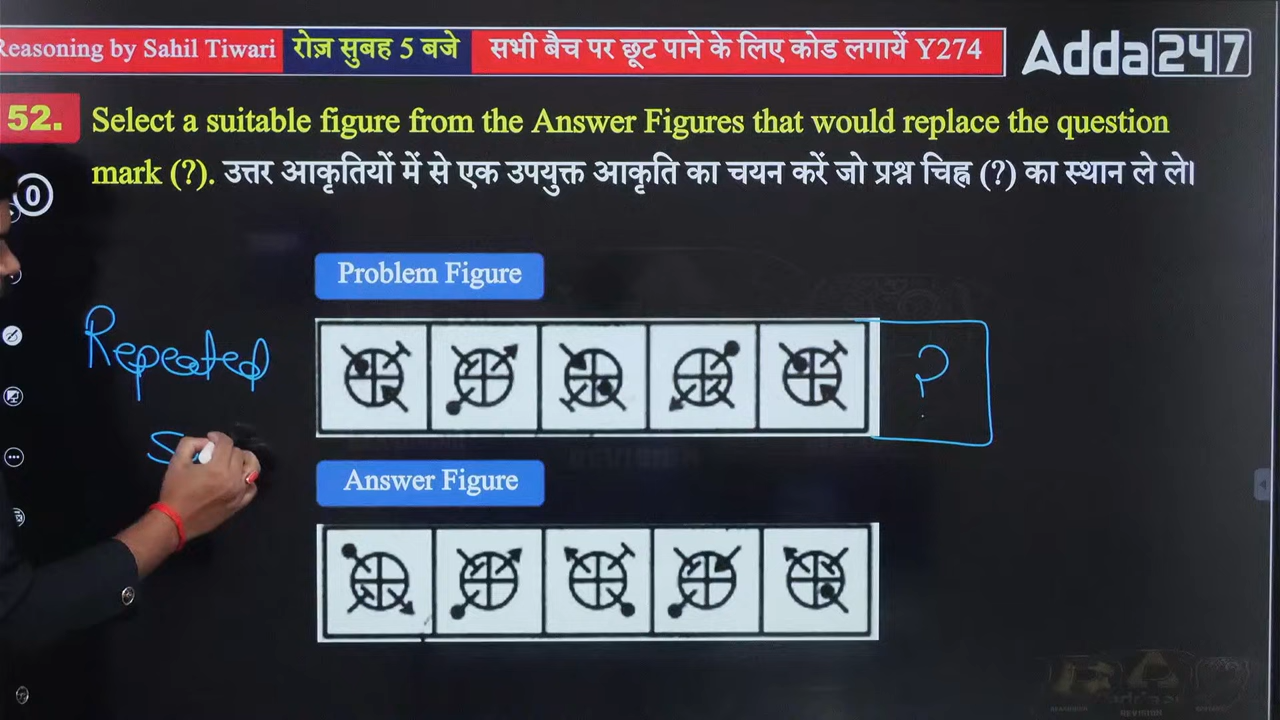 Reasoning by Sahil Tiwari
रोज़ सुबह 5 बजे
सभी बैच पर छूट पाने के लिए कोड लगायें Y274
Adda247
52. Select a suitable figure from the Answer Figures that would replace the question
mark (?). उत्तर आकृतियों में से एक उपयुक्त आकृति का चयन करें जो प्रश्न चिह्न (?) का स्थान ले ले।
0
Problem Figure
Repeated
?
S
Answer Figure